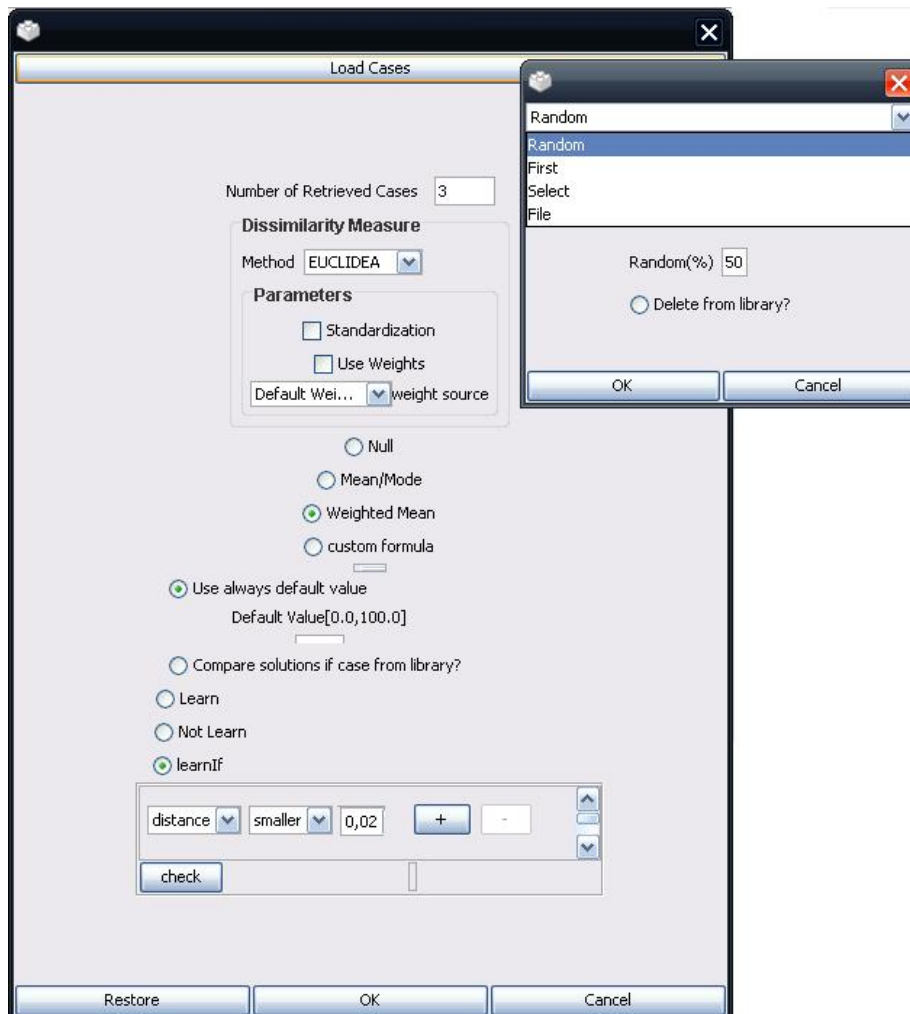 Load Cases
Number of Retrieved Cases 3
Dissimilarity Measure
Method EUCLIDEA
Parameters
Standardization
Use Weights
Default Wei... weight source
Null
Mean/Mode
Weighted Mean
custom formula
Use always default value
Default Value[0.0,100.0]
Compare solutions if case from library?
Learn
Not Learn
learnIf
distance smaller 0,02 + -
check
Restore OK Cancel
Random
Random
First
Select
File
Random(%) 50
Delete from library?
OK Cancel